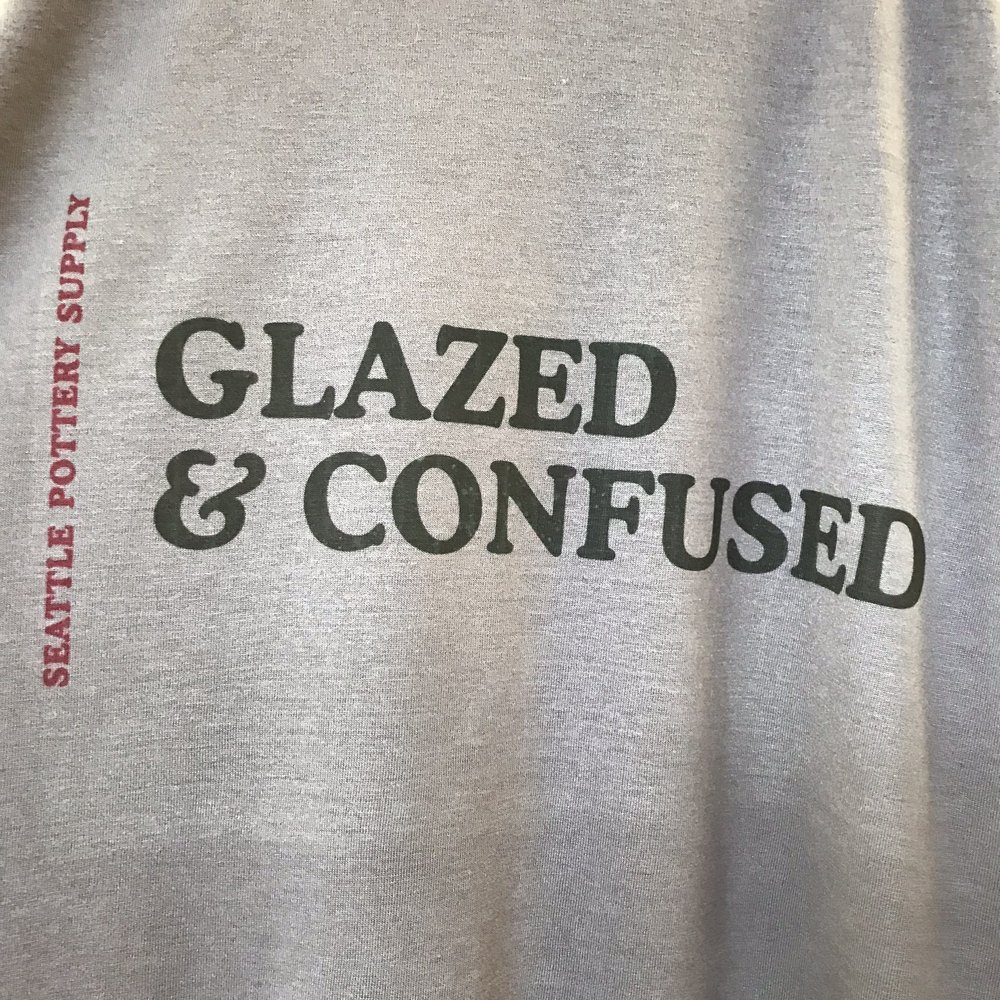 SEATTLE POTTERY SUPPLY
GLAZED
& CONFUSED